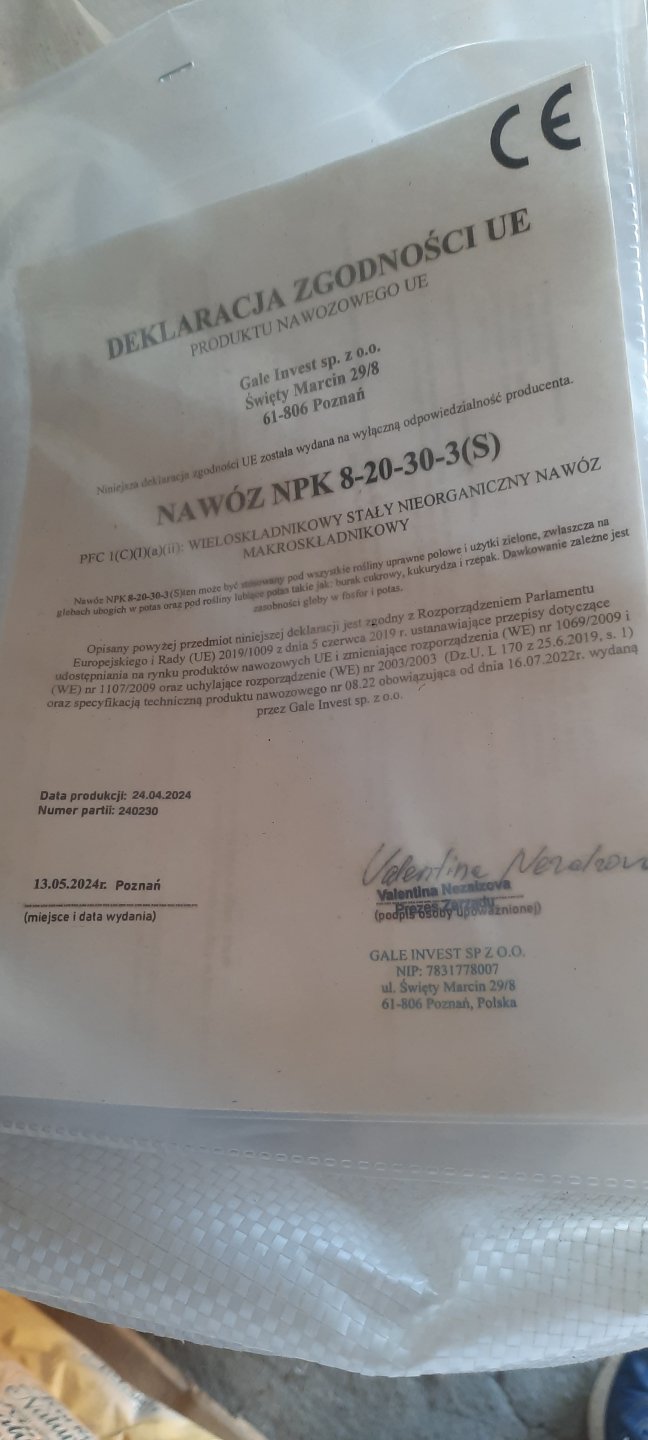 CE
DEKLARACJA ZGODNOŚCI UE
PRODUKTU NAWOZOWEGO UE
Gale Invest sp. z o.o.
Święty Marcin 29/8
61-806 Poznań
Niniejsza deklaracja zgodności UE została wydana na wyłączną odpowiedzialność producenta.
NAWÓZ NPK 8-20-30-3(S)
PFC 1(C)(I)(a)(ii): WIELOSKŁADNIKOWY STAŁY NIEORGANICZNY NAWÓZ
MAKROSKŁADNIKOWY
Nawóz NPK 8-20-30-3(S)ten może być stosowany pod wszystkie rośliny uprawne polowe i użytki zielone, zwłaszcza na
glebach ubogich w potas oraz pod rośliny lubiące potas takie jak: burak cukrowy, kukurydza i rzepak. Dawkowanie zależne jest
zasobności gleby w fosfor i potas.
Opisany powyżej przedmiot niniejszej deklaracji jest zgodny z Rozporządzeniem Parlamentu
Europejskiego i Rady (UE) 2019/1009 z dnia 5 czerwca 2019 r. ustanawiające przepisy dotyczące
udostępniania na rynku produktów nawozowych UE i zmieniające rozporządzenia (WE) nr 1069/2009 i
(WE) nr 1107/2009 oraz uchylające rozporządzenie (WE) nr 2003/2003 (Dz.U. L 170 z 25.6.2019, s. 1)
oraz specyfikacją techniczną produktu nawozowego nr 08.22 obowiązująca od dnia 16.07.2022r. wydaną
przez Gale Invest sp. z o.o.
Data produkcji: 24.04.2024
Numer partii: 240230
13.05.2024r. Poznań
(miejsce i data wydania)
Valentina Nezaizova
Prezes Zarządu
(podpis osoby upoważnionej)
GALE INVEST SP Z O.O.
NIP: 7831778007
ul. Święty Marcin 29/8
61-806 Poznań, Polska